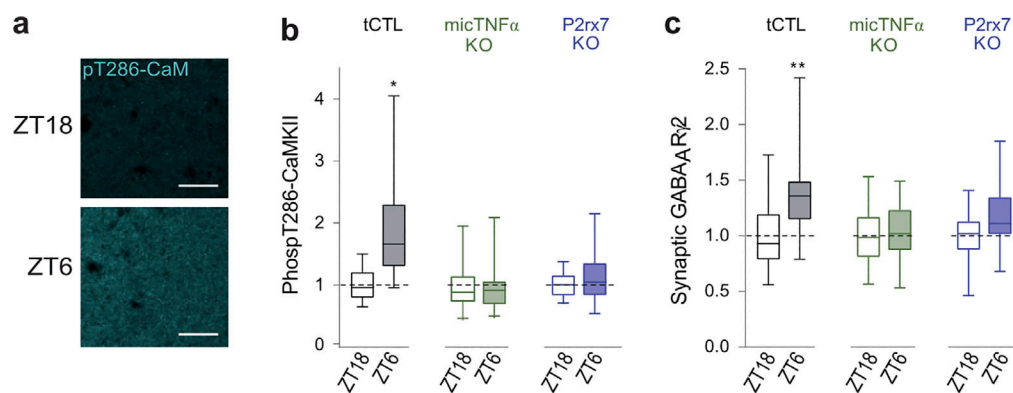 a
pT286-CaM
ZT18
ZT6
b
tCTL
micTNFα
KO
P2rx7
KO
PhospT286-CaMKII
4
3
2
1
0
*
ZT18
ZT6
ZT18
ZT6
ZT18
ZT6
c
tCTL
micTNFα
KO
P2rx7
KO
Synaptic GABAARγ2
2.5
2.0
1.5
1.0
0.5
0.0
**
ZT18
ZT6
ZT18
ZT6
ZT18
ZT6